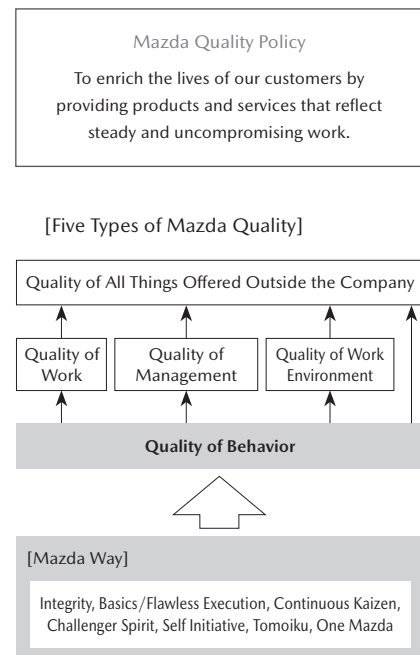 Mazda Quality Policy
To enrich the lives of our customers by
providing products and services that reflect
steady and uncompromising work.
[Five Types of Mazda Quality]
Quality of All Things Offered Outside the Company
Quality of
Work
Quality of
Management
Quality of Work
Environment
Quality of Behavior
[Mazda Way]
Integrity, Basics/Flawless Execution, Continuous Kaizen,
Challenger Spirit, Self Initiative, Tomoiku, One Mazda